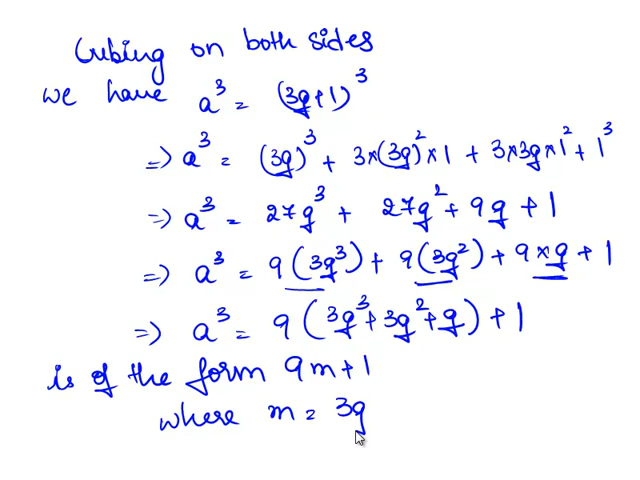 Cubing on both sides
we have a³ = (3q+1)³
=> a³ = (3q)³ + 3×(3q)²×1 + 3×3q×1² + 1³
=> a³ = 27q³ + 27q² + 9q + 1
=> a³ = 9(3q³) + 9(3q²) + 9×q + 1
=> a³ = 9(3q³+3q²+q)+1
is of the form 9m+1
where m = 3q